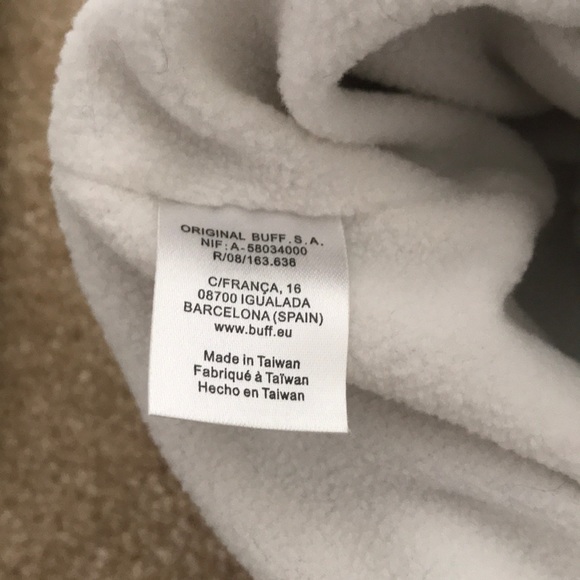 ORIGINAL BUFF.S.A.
NIF:A-58034000
R/08/163.636
C/FRANÇA, 16
08700 IGUALADA
BARCELONA (SPAIN)
www.buff.eu
Made in Taiwan
Fabriqué à Taïwan
Hecho en Taiwan